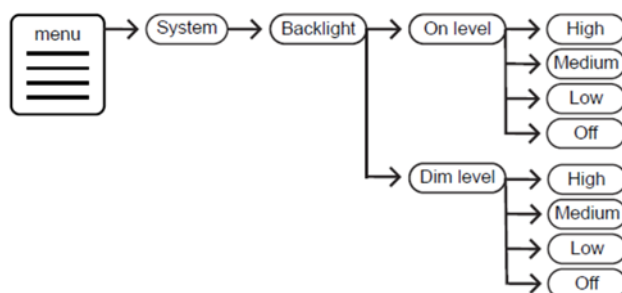 menu
System
Backlight
On level
High
Medium
Low
Off
Dim level
High
Medium
Low
Off